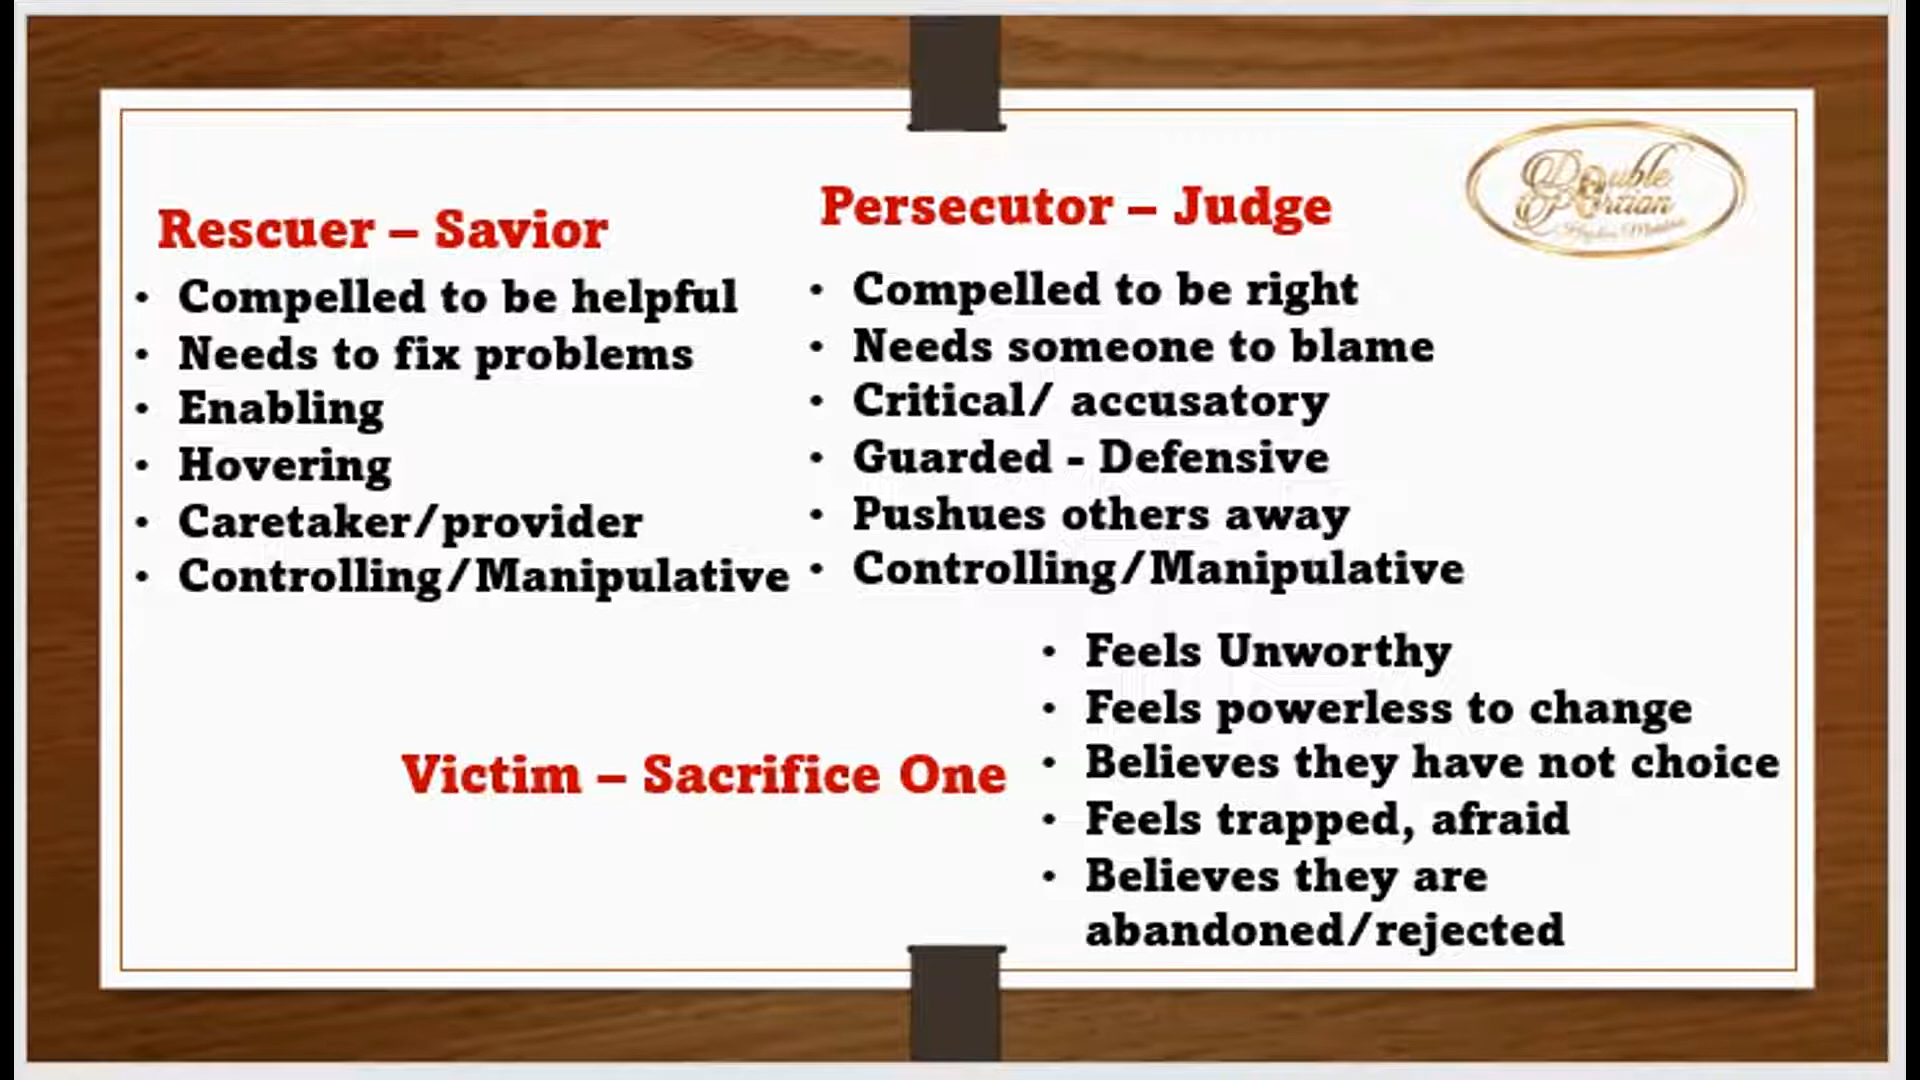 Rescuer – Savior
• Compelled to be helpful
• Needs to fix problems
• Enabling
• Hovering
• Caretaker/provider
• Controlling/Manipulative
Persecutor – Judge
• Compelled to be right
• Needs someone to blame
• Critical/ accusatory
• Guarded - Defensive
• Pushues others away
• Controlling/Manipulative
Double
Portion
Victim – Sacrifice One
• Feels Unworthy
• Feels powerless to change
• Believes they have not choice
• Feels trapped, afraid
• Believes they are
abandoned/rejected